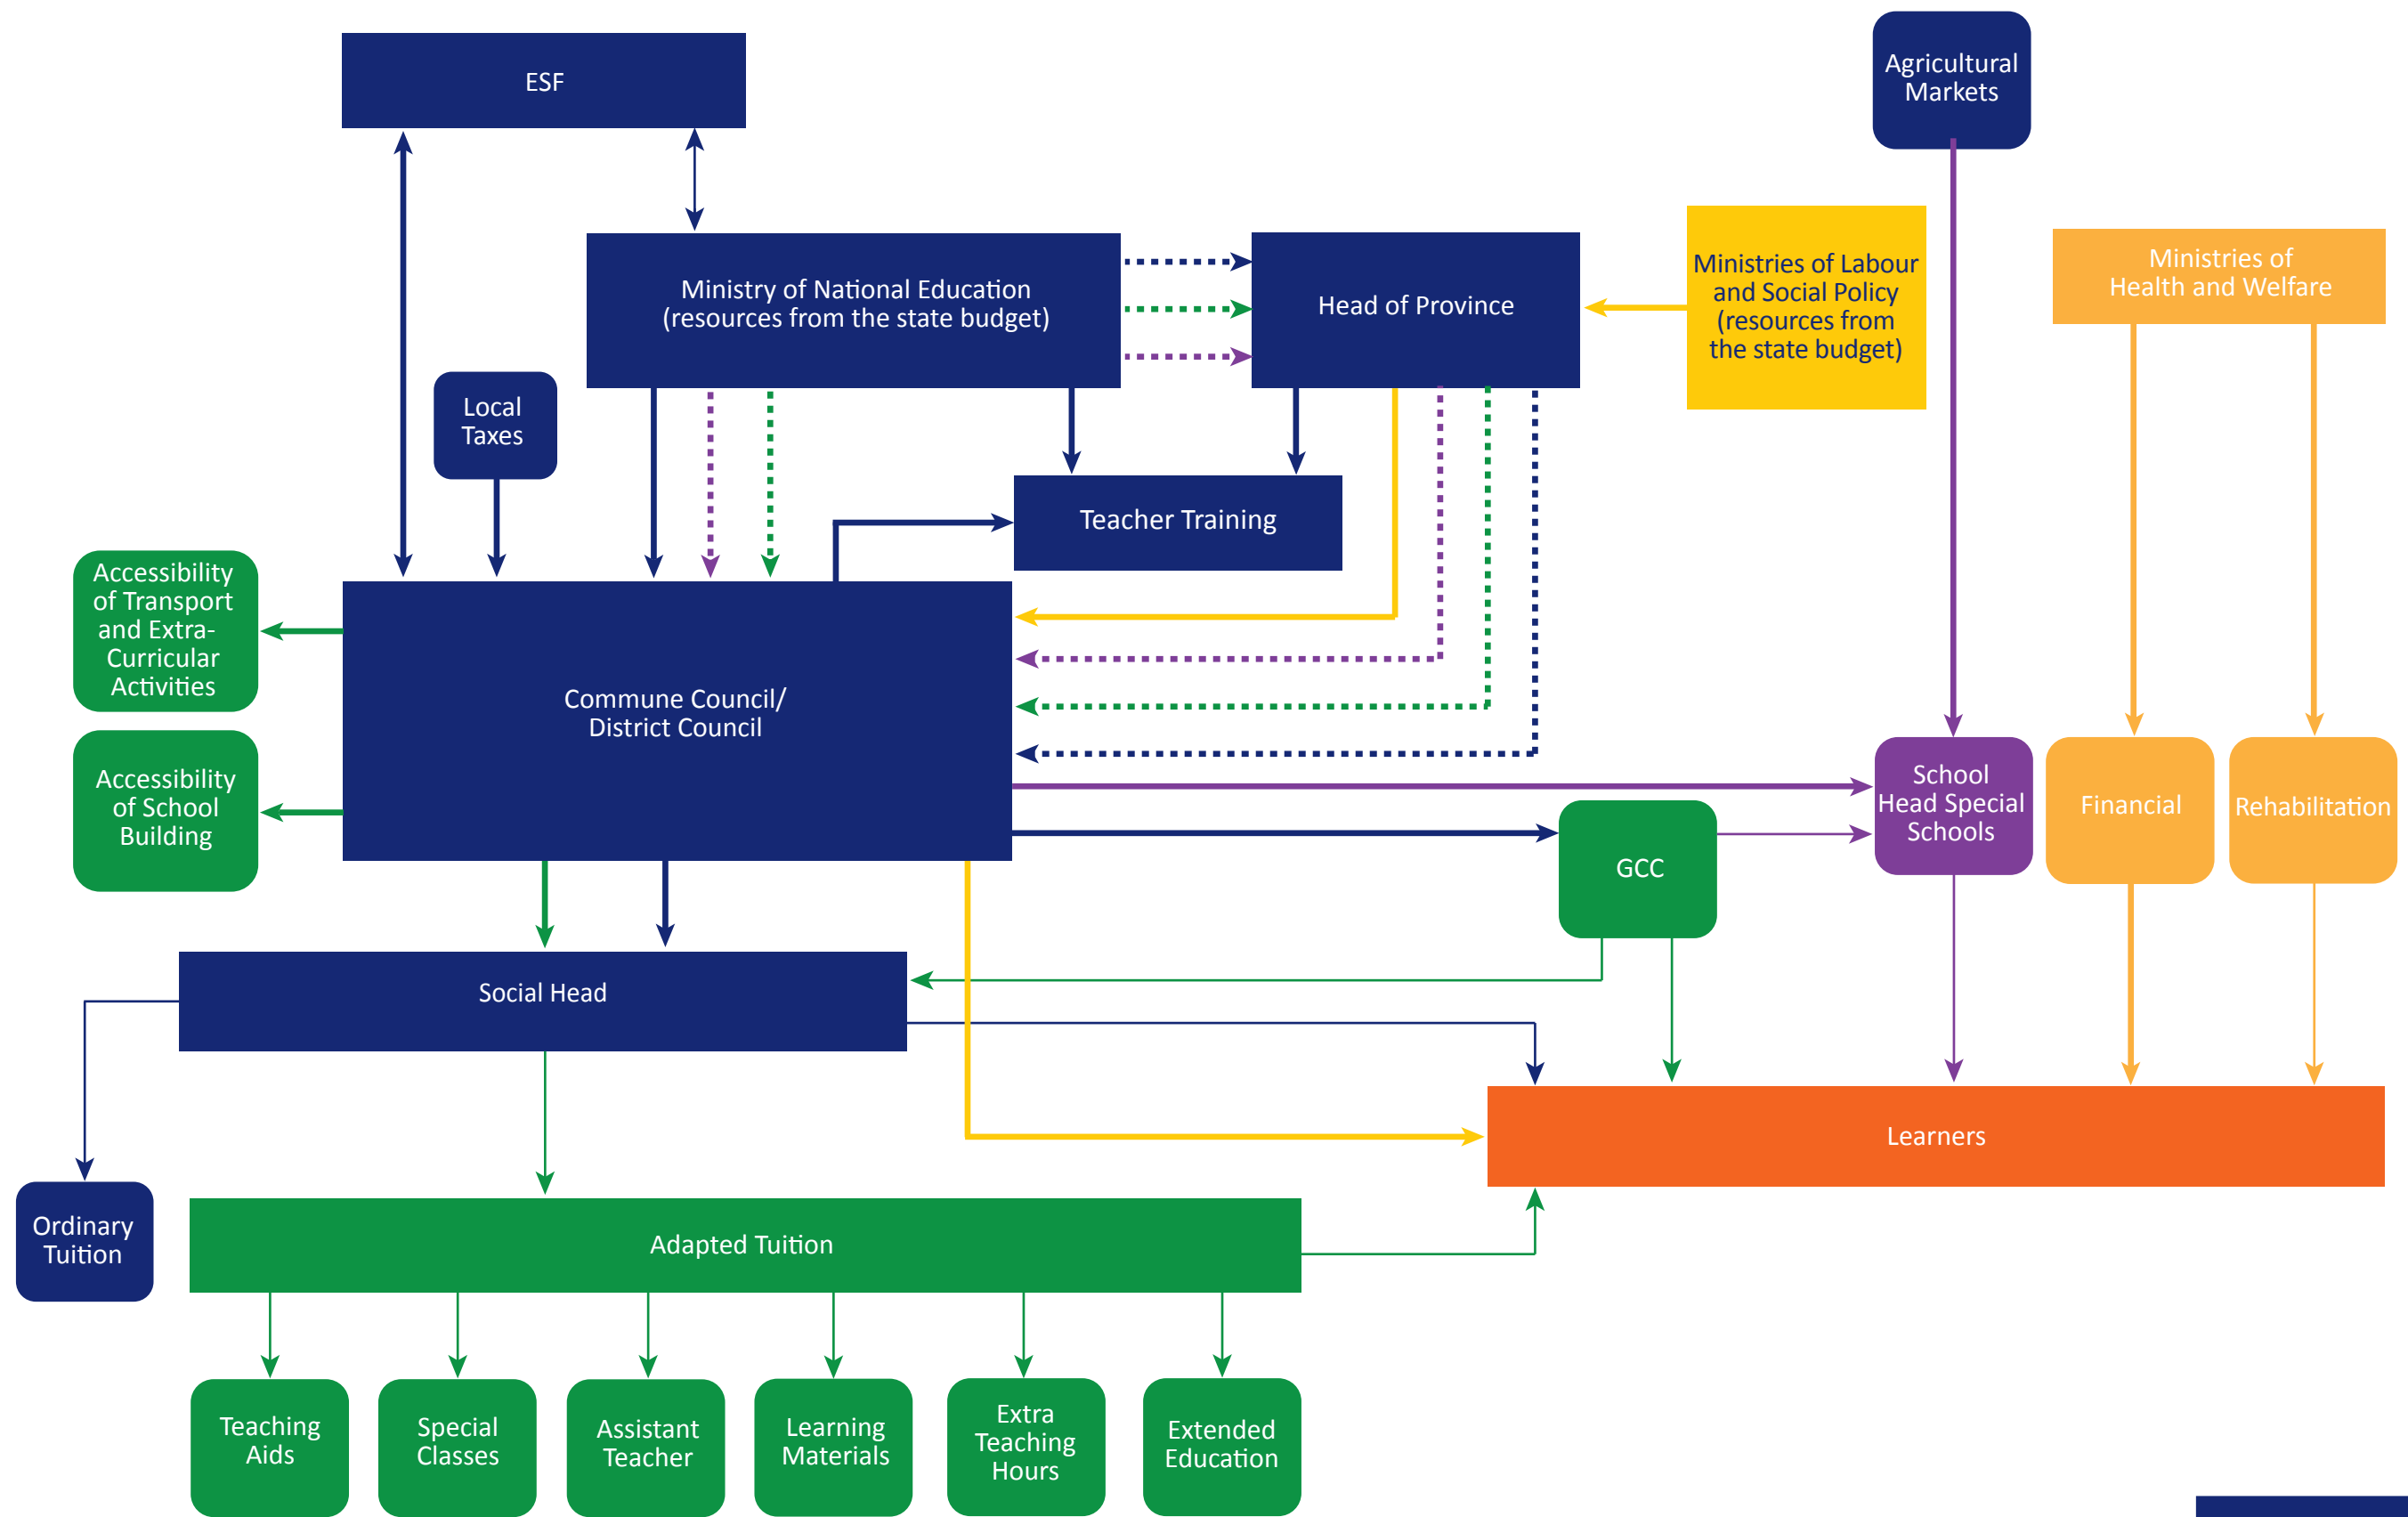 ESF
Agricultural
Markets
Ministry of National Education
(resources from the state budget)
Head of Province
Ministries of Labour
and Social Policy
(resources from
the state budget)
Ministries of
Health and Welfare
Local
Taxes
Teacher Training
Accessibility
of Transport
and Extra-
Curricular
Activities
Commune Council/
District Council
Accessibility
of School
Building
School
Head Special
Schools
Financial
Rehabilitation
GCC
Social Head
Learners
Ordinary
Tuition
Adapted Tuition
Teaching
Aids
Special
Classes
Assistant
Teacher
Learning
Materials
Extra
Teaching
Hours
Extended
Education